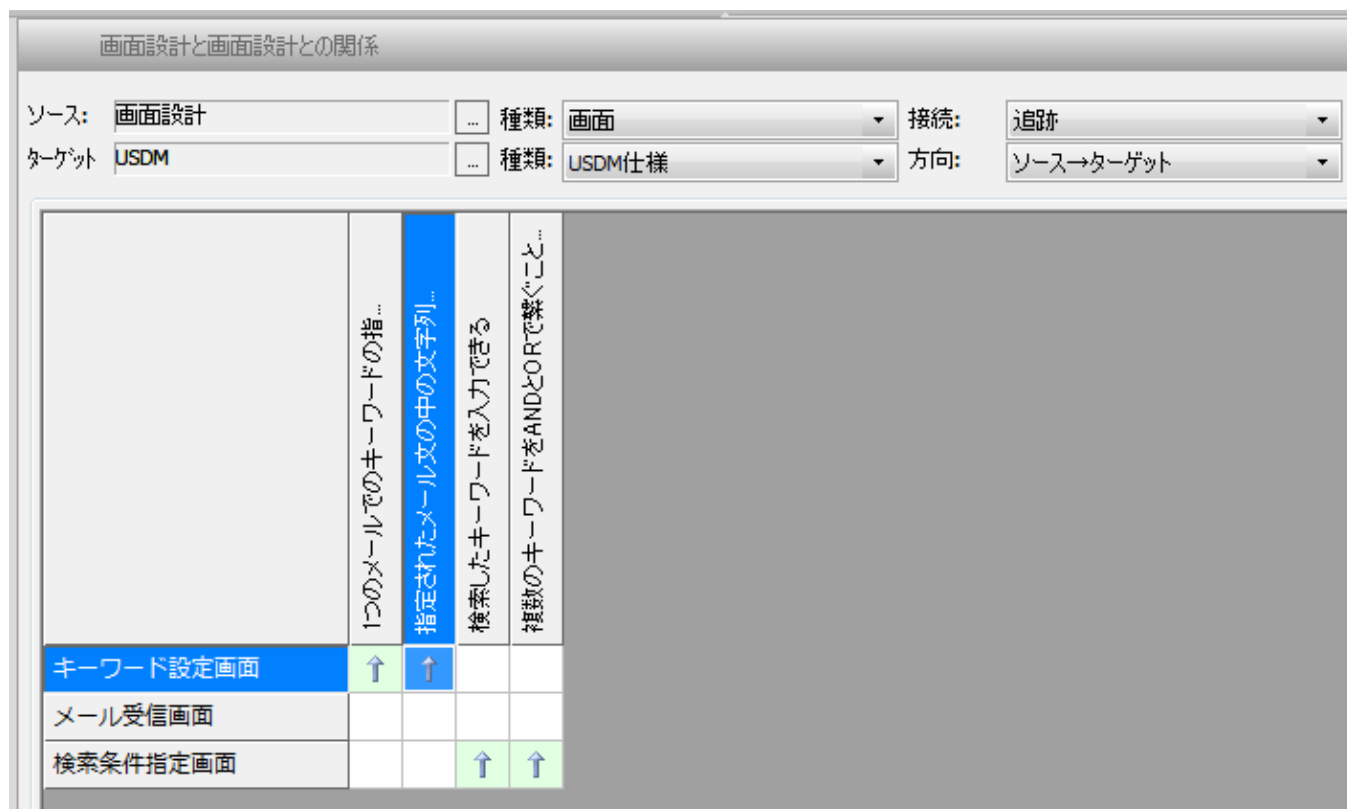 画面設計と画面設計との関係
ソース: 画面設計 ... 種類: 画面 接続: 追跡
ターゲット USDM ... 種類: USDM仕様 方向: ソース→ターゲット
1つのメールでのキーワードの指...
指定されたメール文の中の文字列...
検索したキーワードを入力できる
複数のキーワードをANDとORで繋ぐこと...
キーワード設定画面
メール受信画面
検索条件指定画面